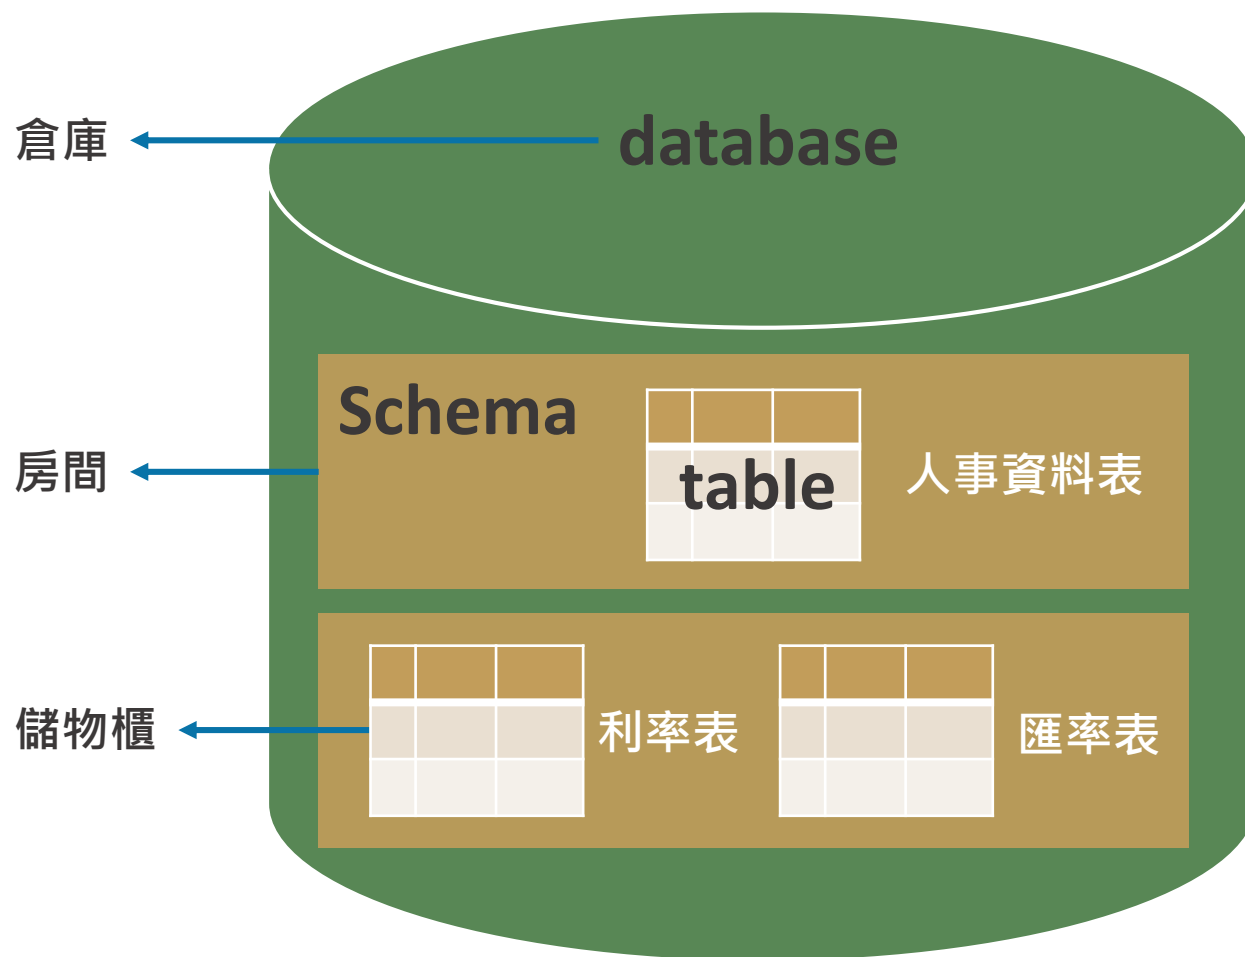 倉庫
database
Schema
房間
table
人事資料表
儲物櫃
利率表
匯率表